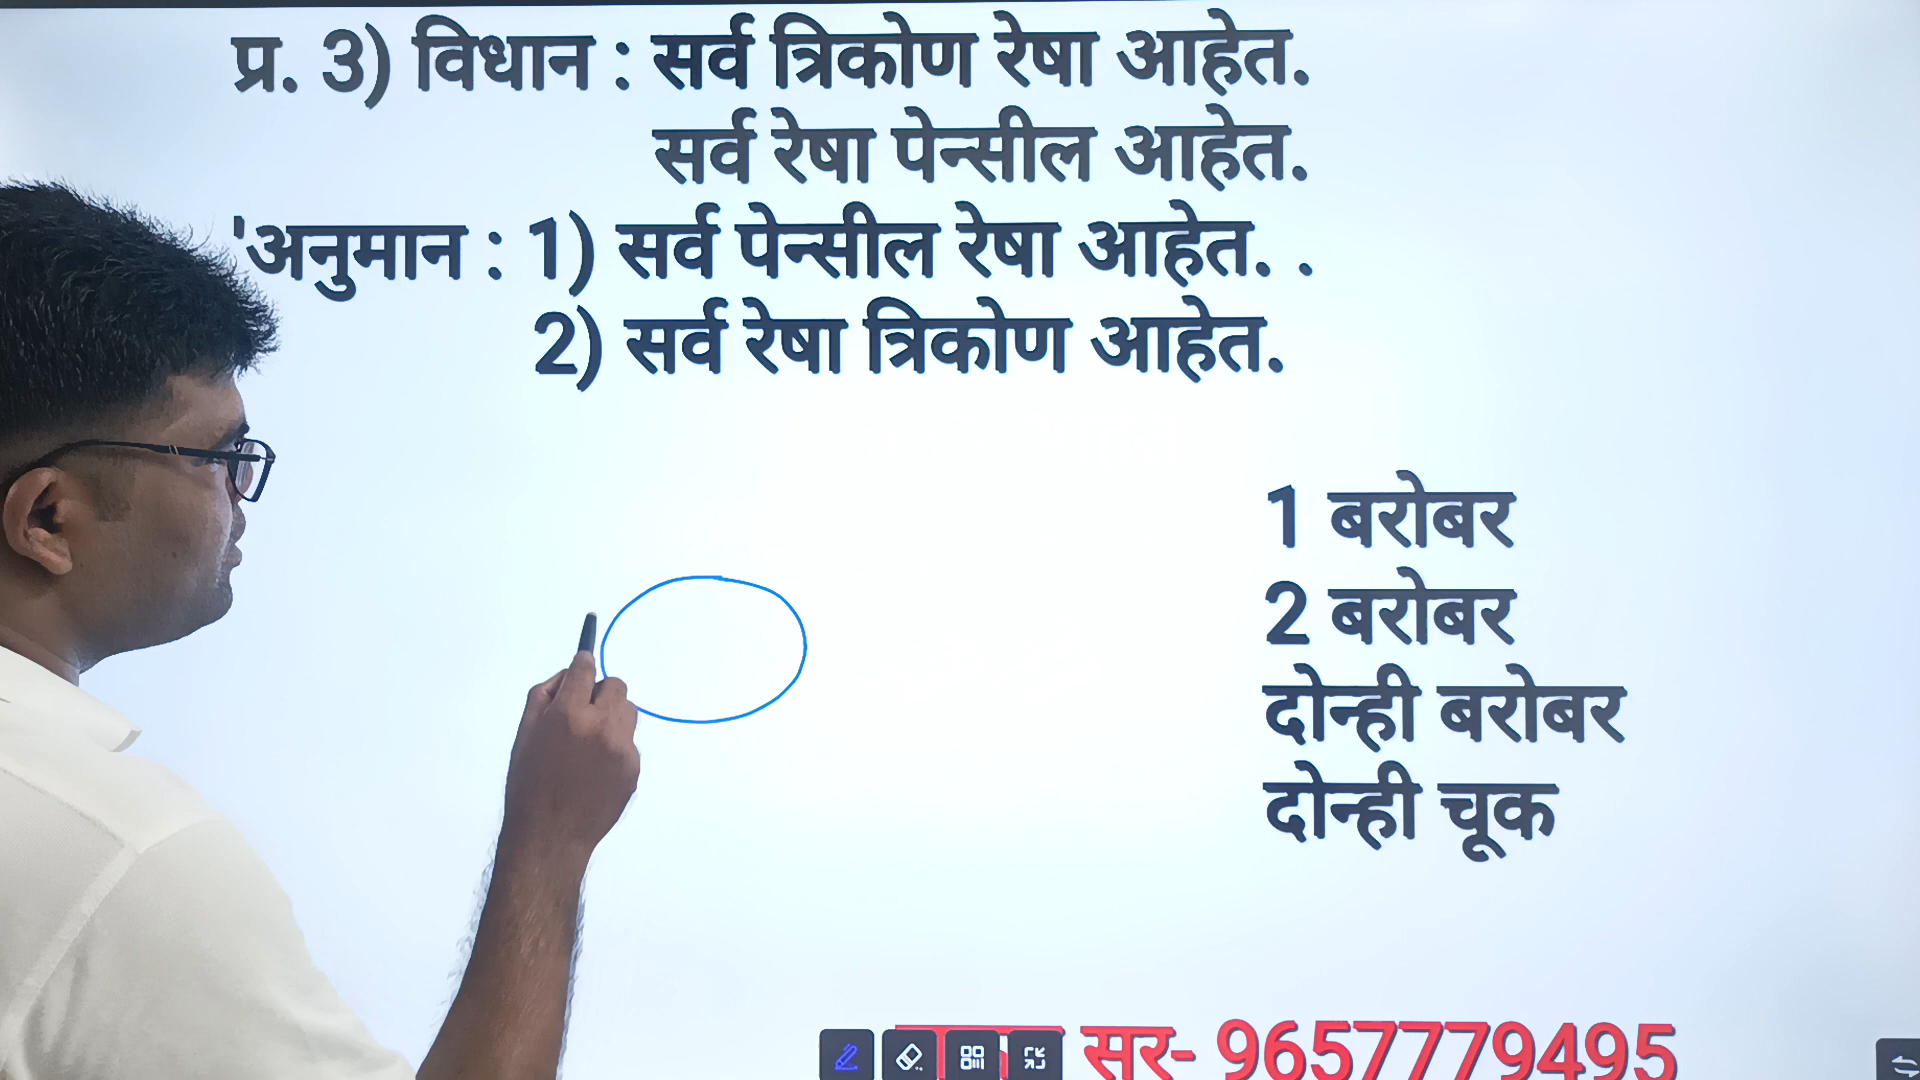 प्र. 3) विधान : सर्व त्रिकोण रेषा आहेत.
सर्व रेषा पेन्सील आहेत.
'अनुमान : 1) सर्व पेन्सील रेषा आहेत. .
2) सर्व रेषा त्रिकोण आहेत.
1 बरोबर
2 बरोबर
दोन्ही बरोबर
दोन्ही चूक
सर- 9657779495